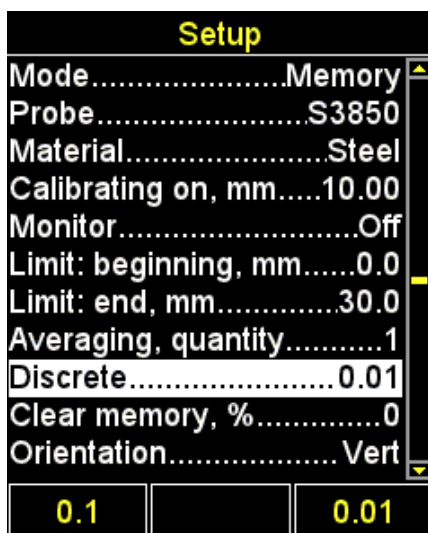 Setup
Mode......................Memory
Probe......................S3850
Material.....................Steel
Calibrating on, mm.....10.00
Monitor.........................Off
Limit: beginning, mm......0.0
Limit: end, mm............30.0
Averaging, quantity...........1
Discrete.....................0.01
Clear memory, %..............0
Orientation.................Vert
0.1 0.01